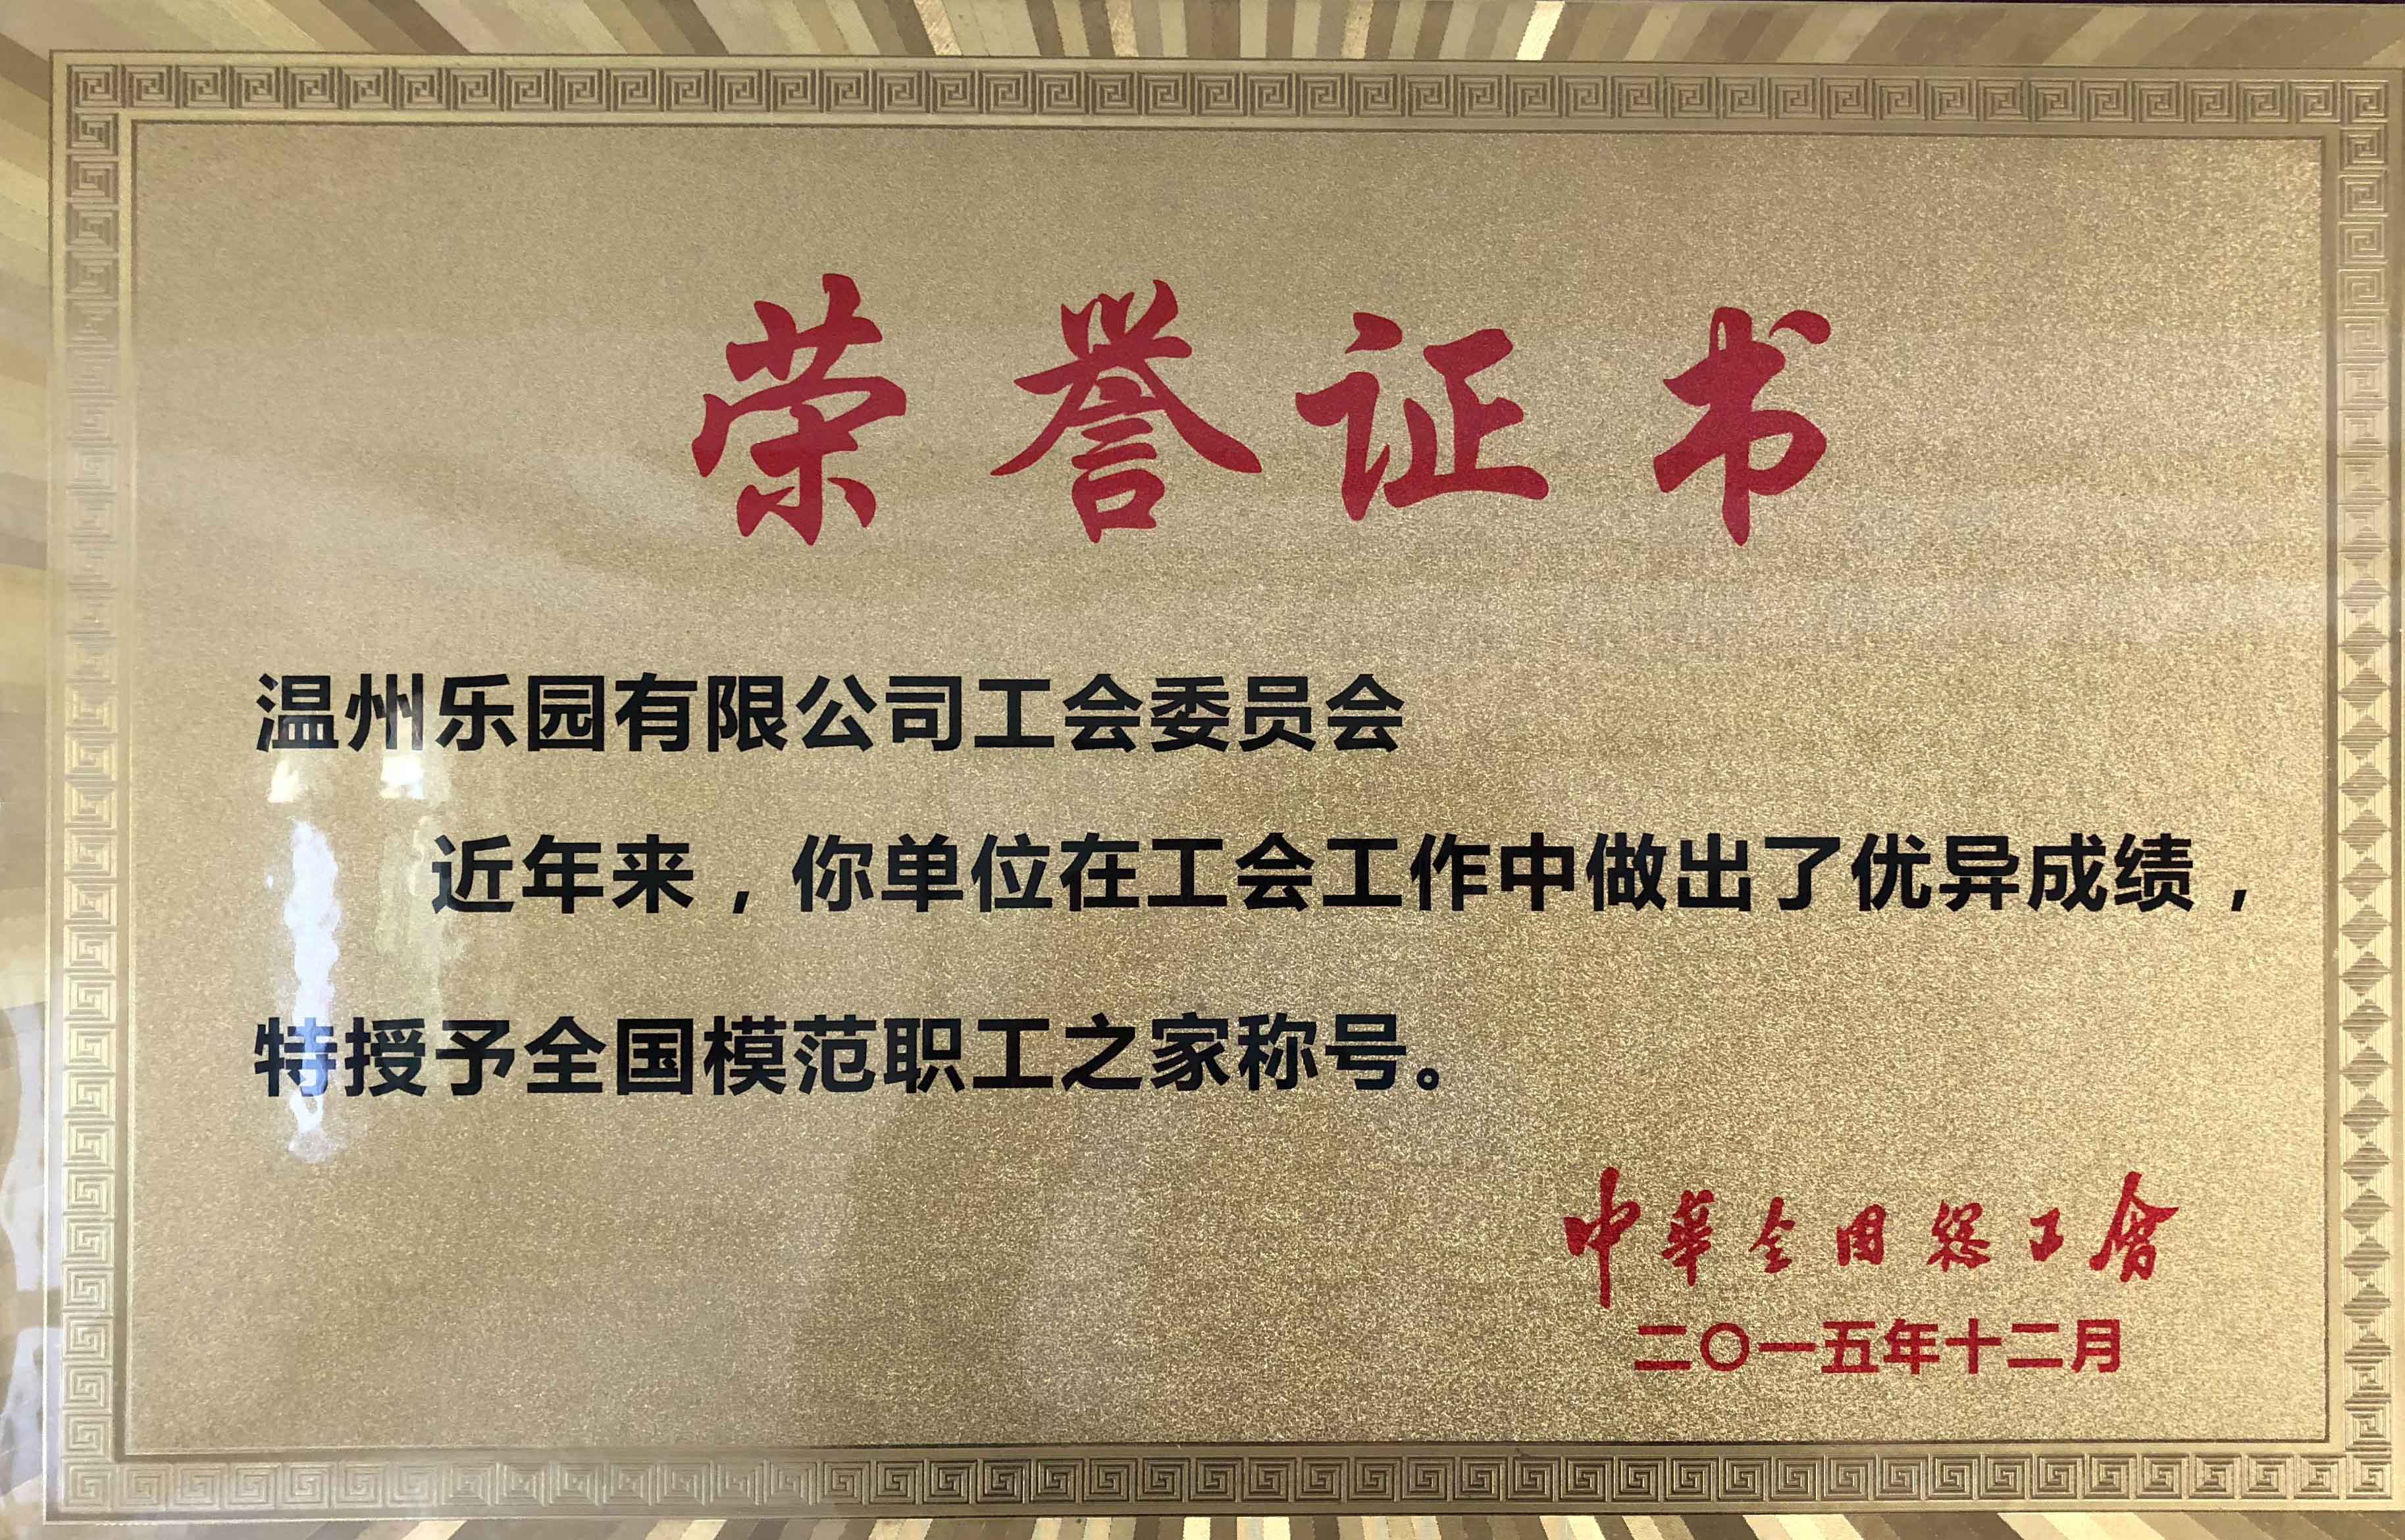 荣誉证书
温州乐园有限公司工会委员会
近年来，你单位在工会工作中做出了优异成绩，
特授予全国模范职工之家称号。
中華全国総工會
二〇一五年十二月